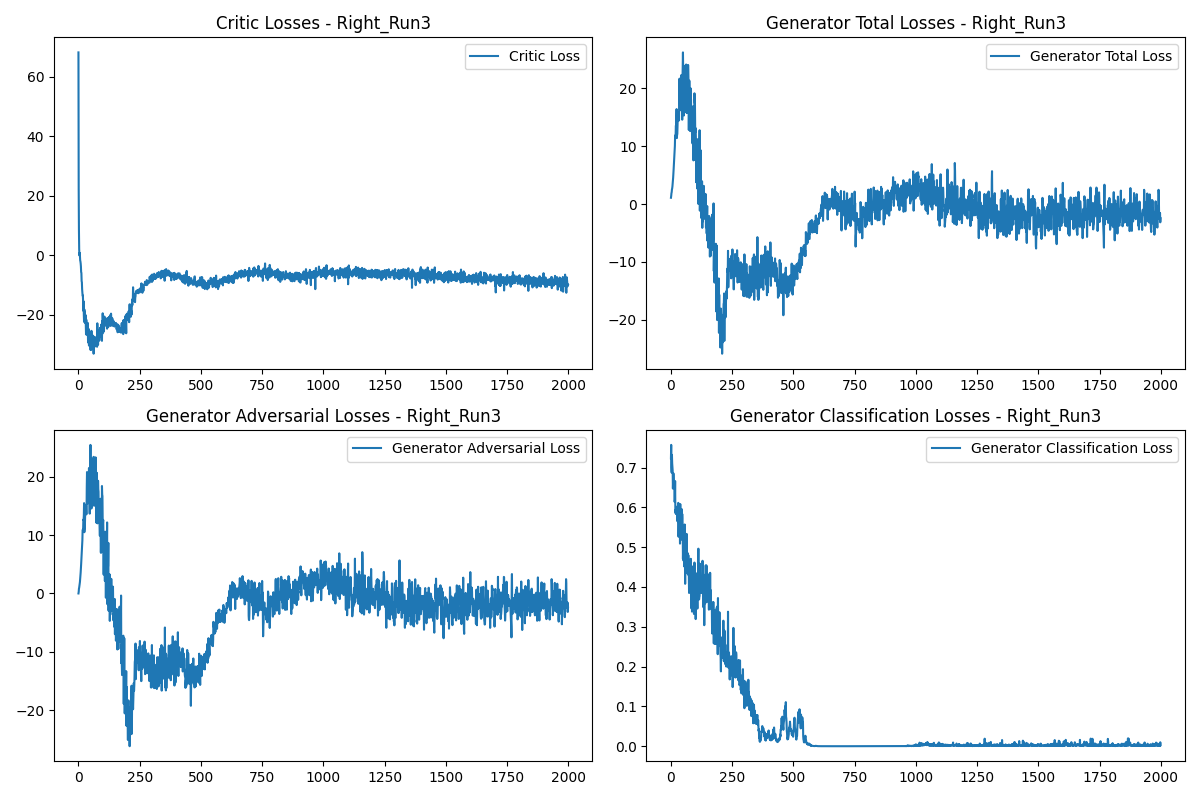 Critic Losses - Right_Run3
Critic Loss
60
40
20
0
−20
0 250 500 750 1000 1250 1500 1750 2000
Generator Total Losses - Right_Run3
Generator Total Loss
20
10
0
−10
−20
0 250 500 750 1000 1250 1500 1750 2000
Generator Adversarial Losses - Right_Run3
Generator Adversarial Loss
20
10
0
−10
−20
0 250 500 750 1000 1250 1500 1750 2000
Generator Classification Losses - Right_Run3
Generator Classification Loss
0.7
0.6
0.5
0.4
0.3
0.2
0.1
0.0
0 250 500 750 1000 1250 1500 1750 2000